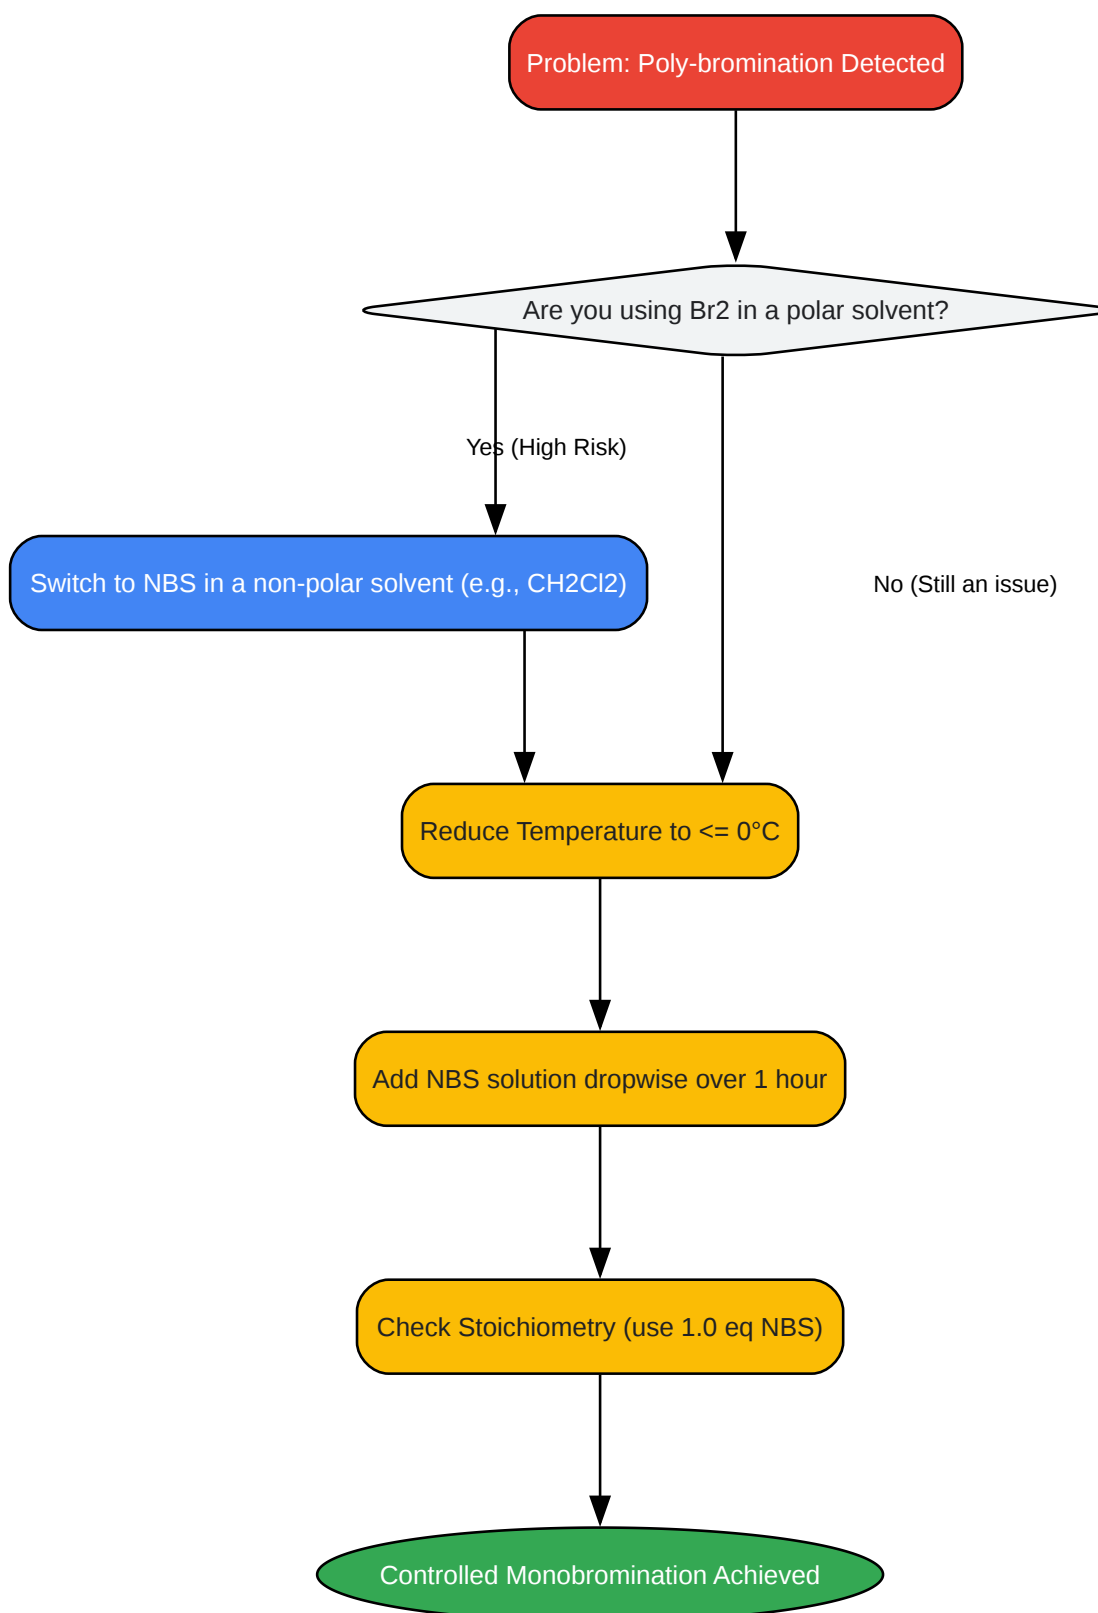 Problem: Poly-bromination Detected
Are you using Br2 in a polar solvent?
Yes (High Risk)
Switch to NBS in a non-polar solvent (e.g., CH2Cl2)
No (Still an issue)
Reduce Temperature to <= 0°C
Add NBS solution dropwise over 1 hour
Check Stoichiometry (use 1.0 eq NBS)
Controlled Monobromination Achieved